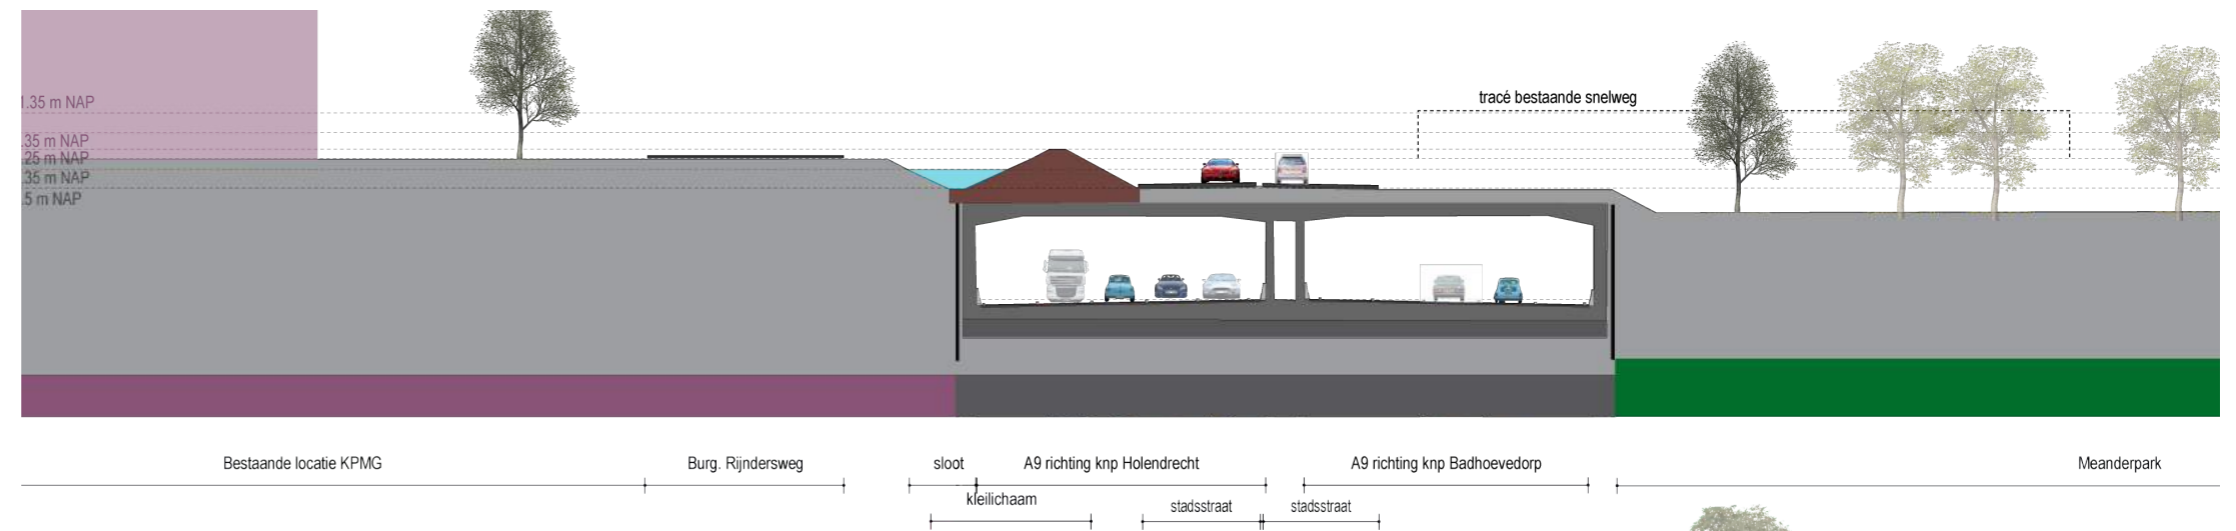 1.35 m NAP
.35 m NAP
.25 m NAP
.35 m NAP
.5 m NAP
tracé bestaande snelweg
Bestaande locatie KPMG
Burg. Rijndersweg
sloot
A9 richting knp Holendrecht
A9 richting knp Badhoevedorp
Meanderpark
kleilichaam
stadsstraat
stadsstraat